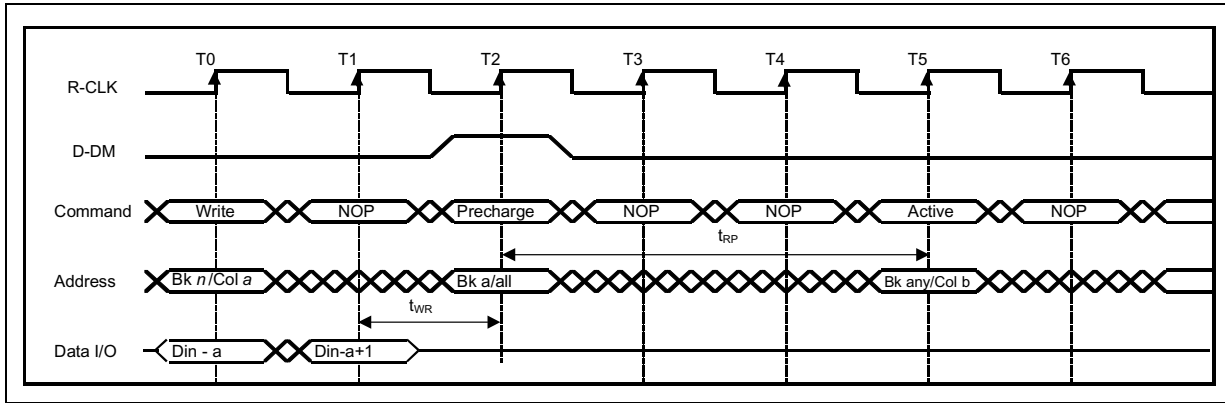 T0 T1 T2 T3 T4 T5 T6
R-CLK
D-DM
Command Write NOP Precharge NOP NOP Active NOP
tRP
Address Bk n/Col a Bk a/all Bk any/Col b
tWR
Data I/O Din - a Din-a+1